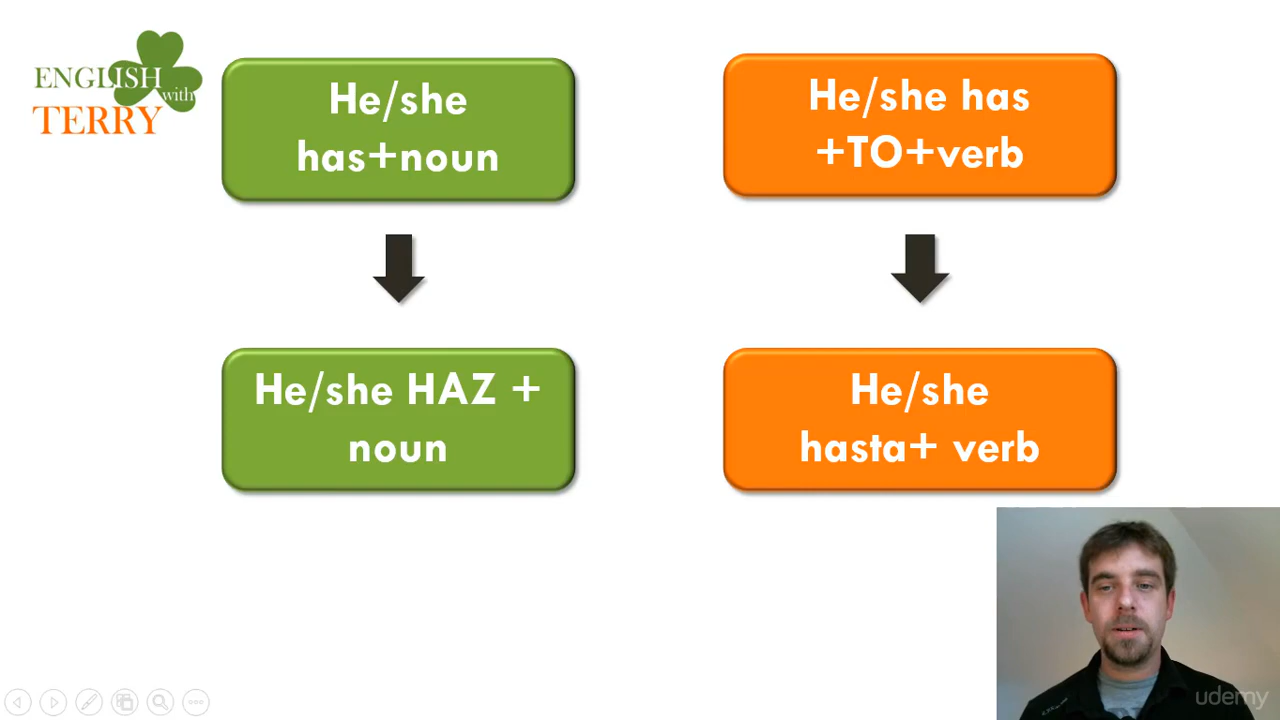 ENGLISH
with
TERRY
He/she
has+noun
He/she has
+TO+verb
He/she HAZ +
noun
He/she
hasta+ verb
udemy